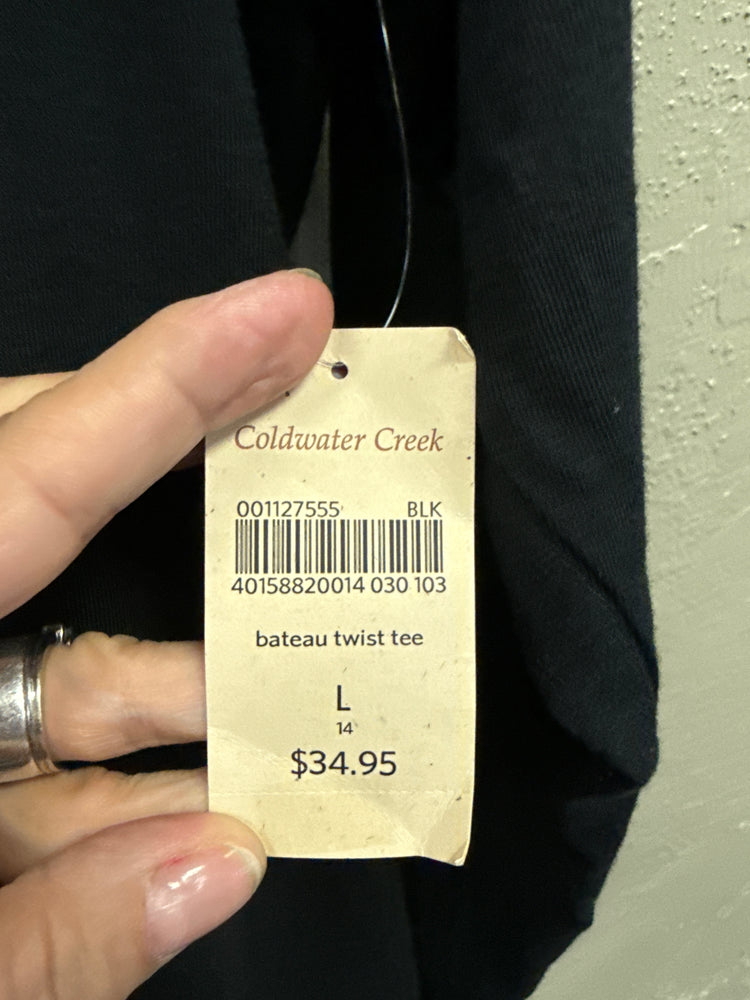 Coldwater Creek
001127555 BLK
40158820014 030 103
bateau twist tee
L
14
$34.95